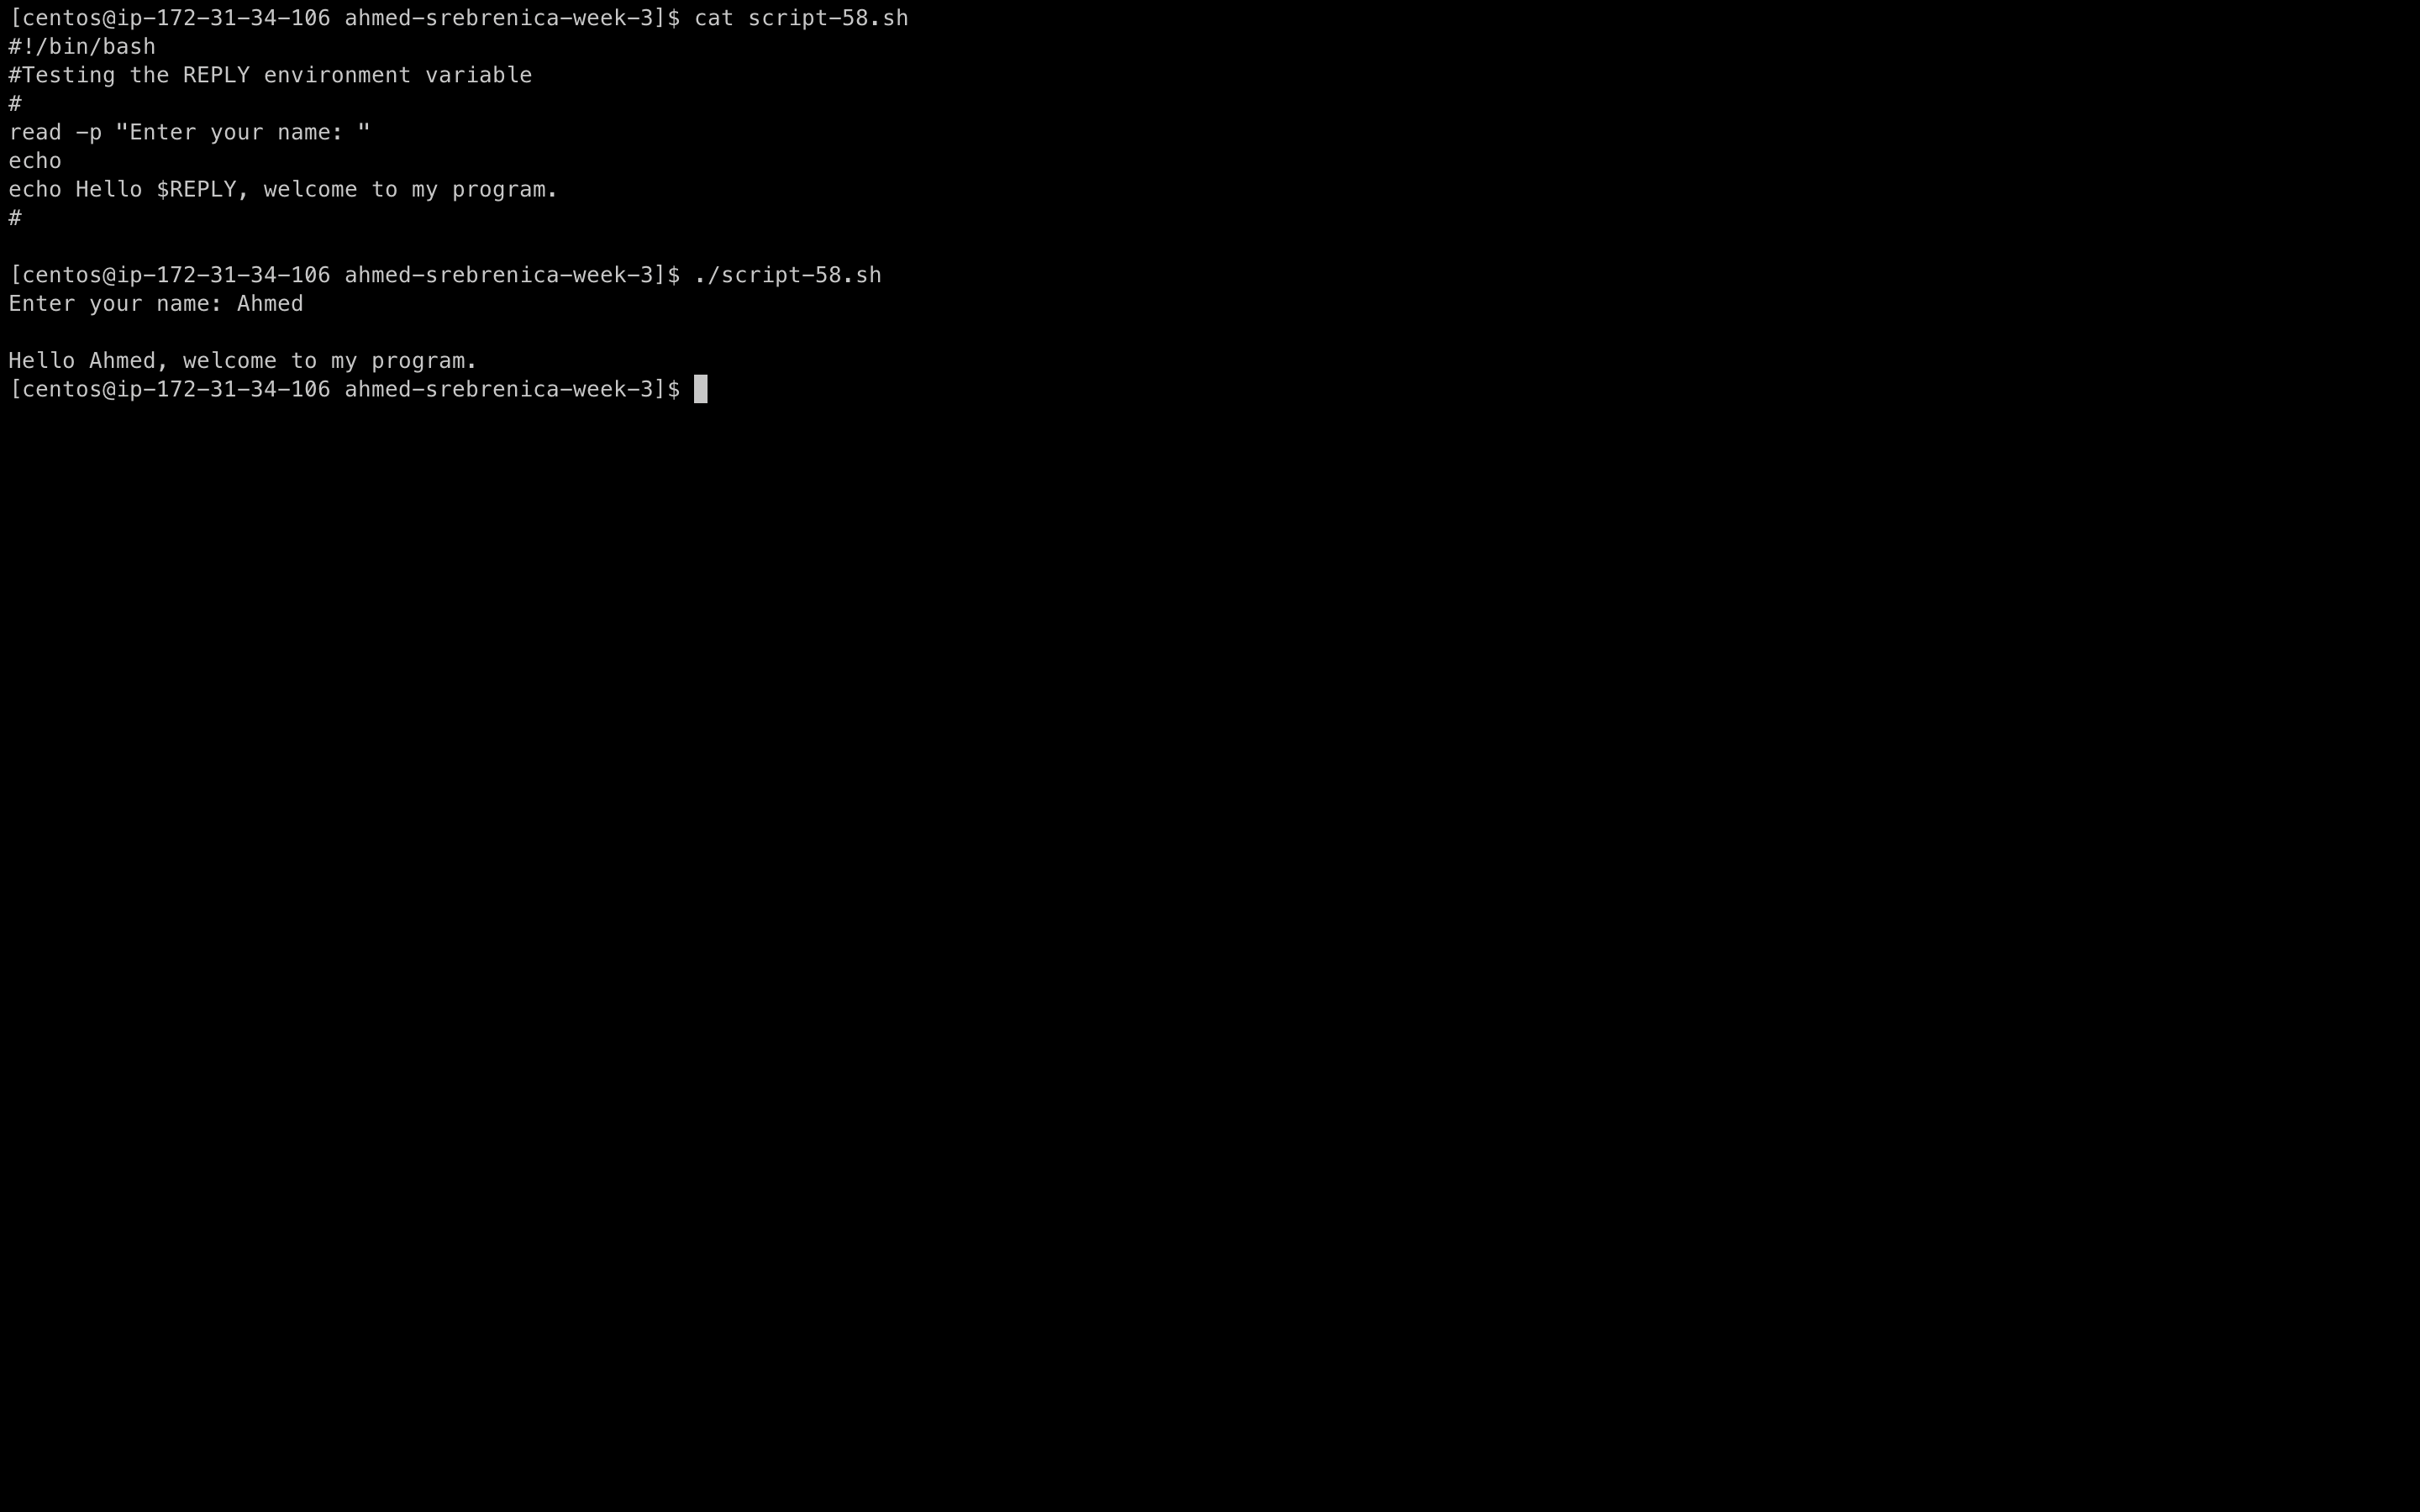 [centos@ip-172-31-34-106 ahmed-srebrenica-week-3]$ cat script-58.sh
#!/bin/bash
#Testing the REPLY environment variable
#
read -p "Enter your name: "
echo
echo Hello $REPLY, welcome to my program.
#
[centos@ip-172-31-34-106 ahmed-srebrenica-week-3]$ ./script-58.sh
Enter your name: Ahmed
Hello Ahmed, welcome to my program.
[centos@ip-172-31-34-106 ahmed-srebrenica-week-3]$